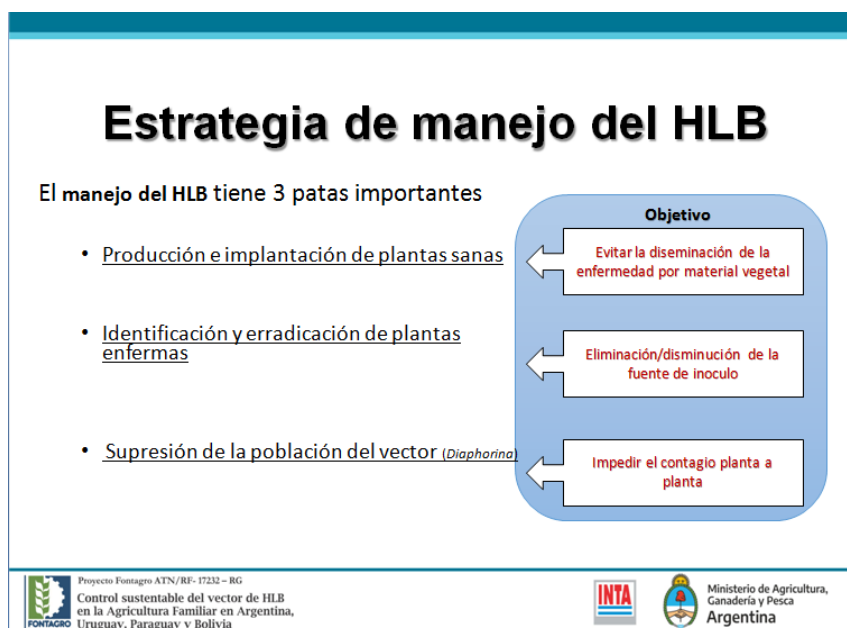 Estrategia de manejo del HLB
El manejo del HLB tiene 3 patas importantes
• Producción e implantación de plantas sanas
• Identificación y erradicación de plantas
enfermas
• Supresión de la población del vector (Diaphorina)
Objetivo
Evitar la diseminación de la
enfermedad por material vegetal
Eliminación/disminución de la
fuente de inoculo
Impedir el contagio planta a
planta
FONTAGRO
Proyecto Fontagro ATN/RF- 17232 – RG
Control sustentable del vector de HLB
en la Agricultura Familiar en Argentina,
Uruguay, Paraguay y Bolivia
INTA
Ministerio de Agricultura,
Ganadería y Pesca
Argentina